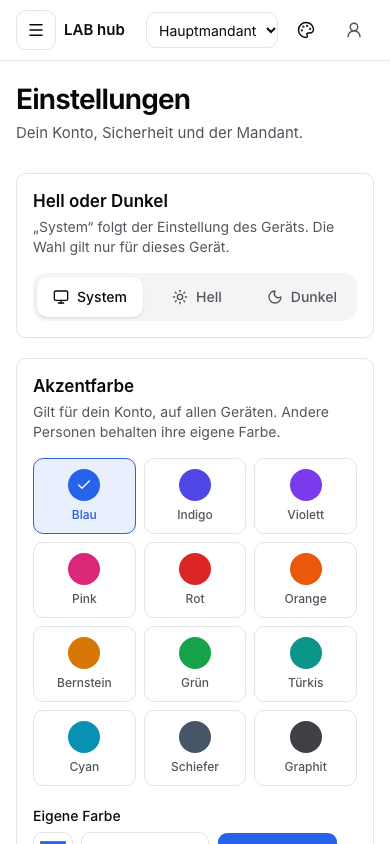 LAB hub
Hauptmandant
Einstellungen
Dein Konto, Sicherheit und der Mandant.
Hell oder Dunkel
„System“ folgt der Einstellung des Geräts. Die
Wahl gilt nur für dieses Gerät.
System
Hell
Dunkel
Akzentfarbe
Gilt für dein Konto, auf allen Geräten. Andere
Personen behalten ihre eigene Farbe.
Blau
Indigo
Violett
Pink
Rot
Orange
Bernstein
Grün
Türkis
Cyan
Schiefer
Graphit
Eigene Farbe